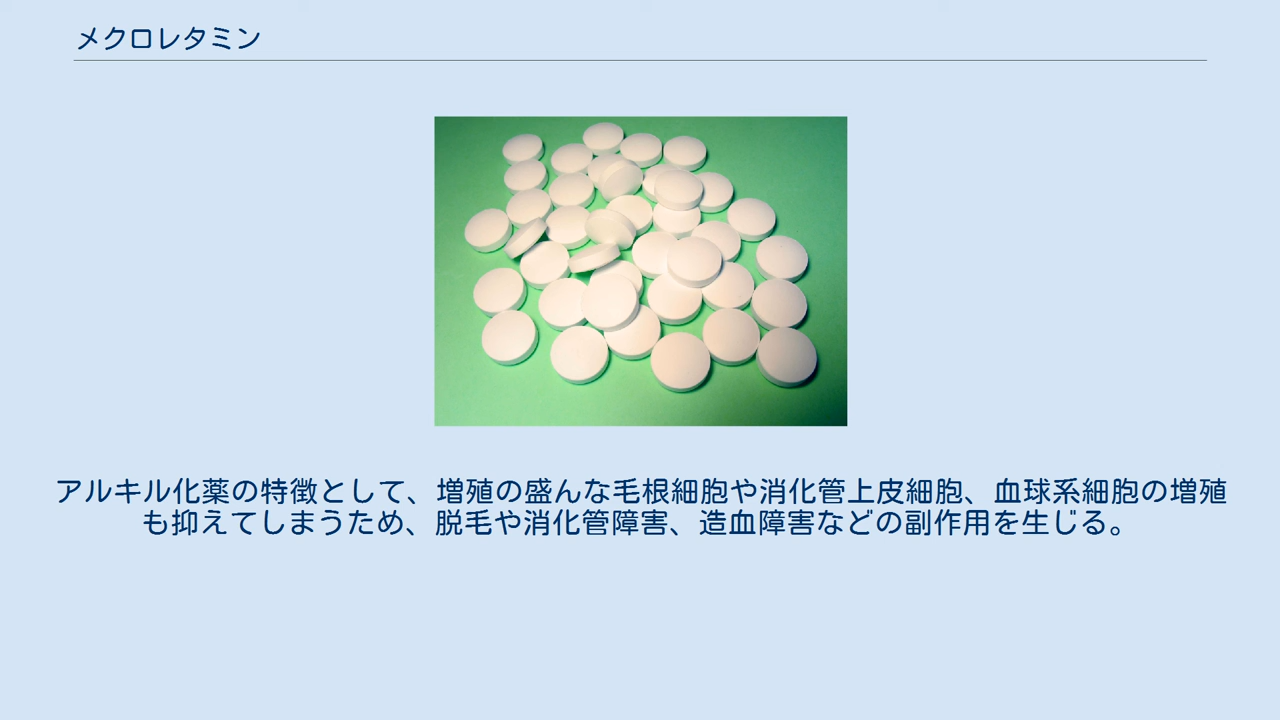 メクロレタミン
アルキル化薬の特徴として、増殖の盛んな毛根細胞や消化管上皮細胞、血球系細胞の増殖
も抑えてしまうため、脱毛や消化管障害、造血障害などの副作用を生じる。